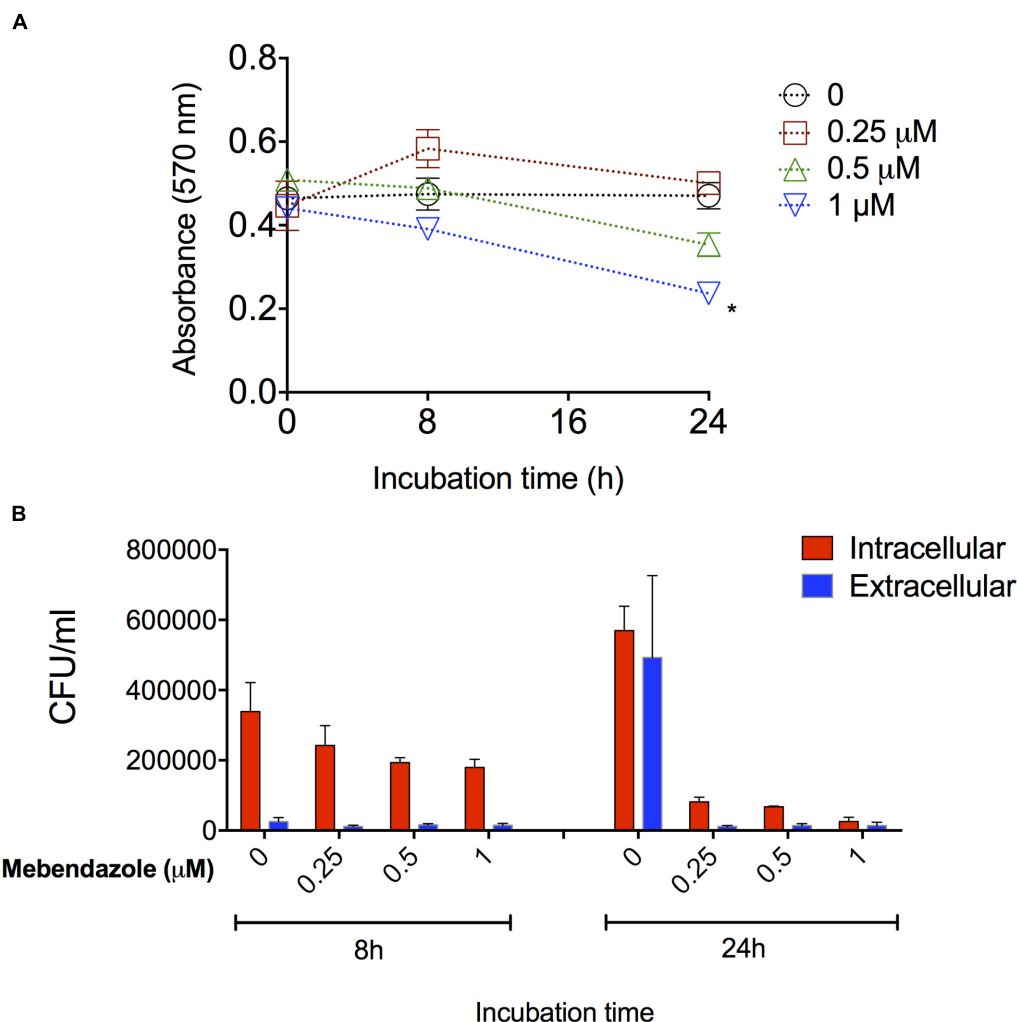 A
0.8
0.6
0.4
0.2
0.0
Absorbance (570 nm)
0 8 16 24
Incubation time (h)
0
0.25 μM
0.5 μM
1 μM
*
B
800000
600000
400000
200000
0
CFU/ml
Intracellular
Extracellular
Mebendazole (μM) 0 0.25 0.5 1 0 0.25 0.5 1
8h 24h
Incubation time